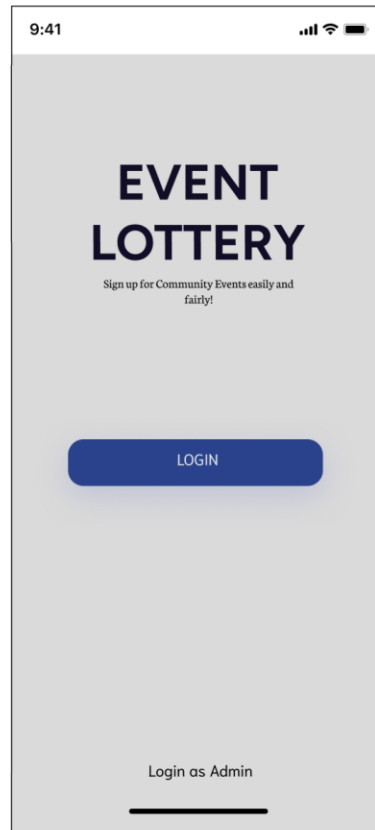 9:41
EVENT
LOTTERY
Sign up for Community Events easily and
fairly!
LOGIN
Login as Admin